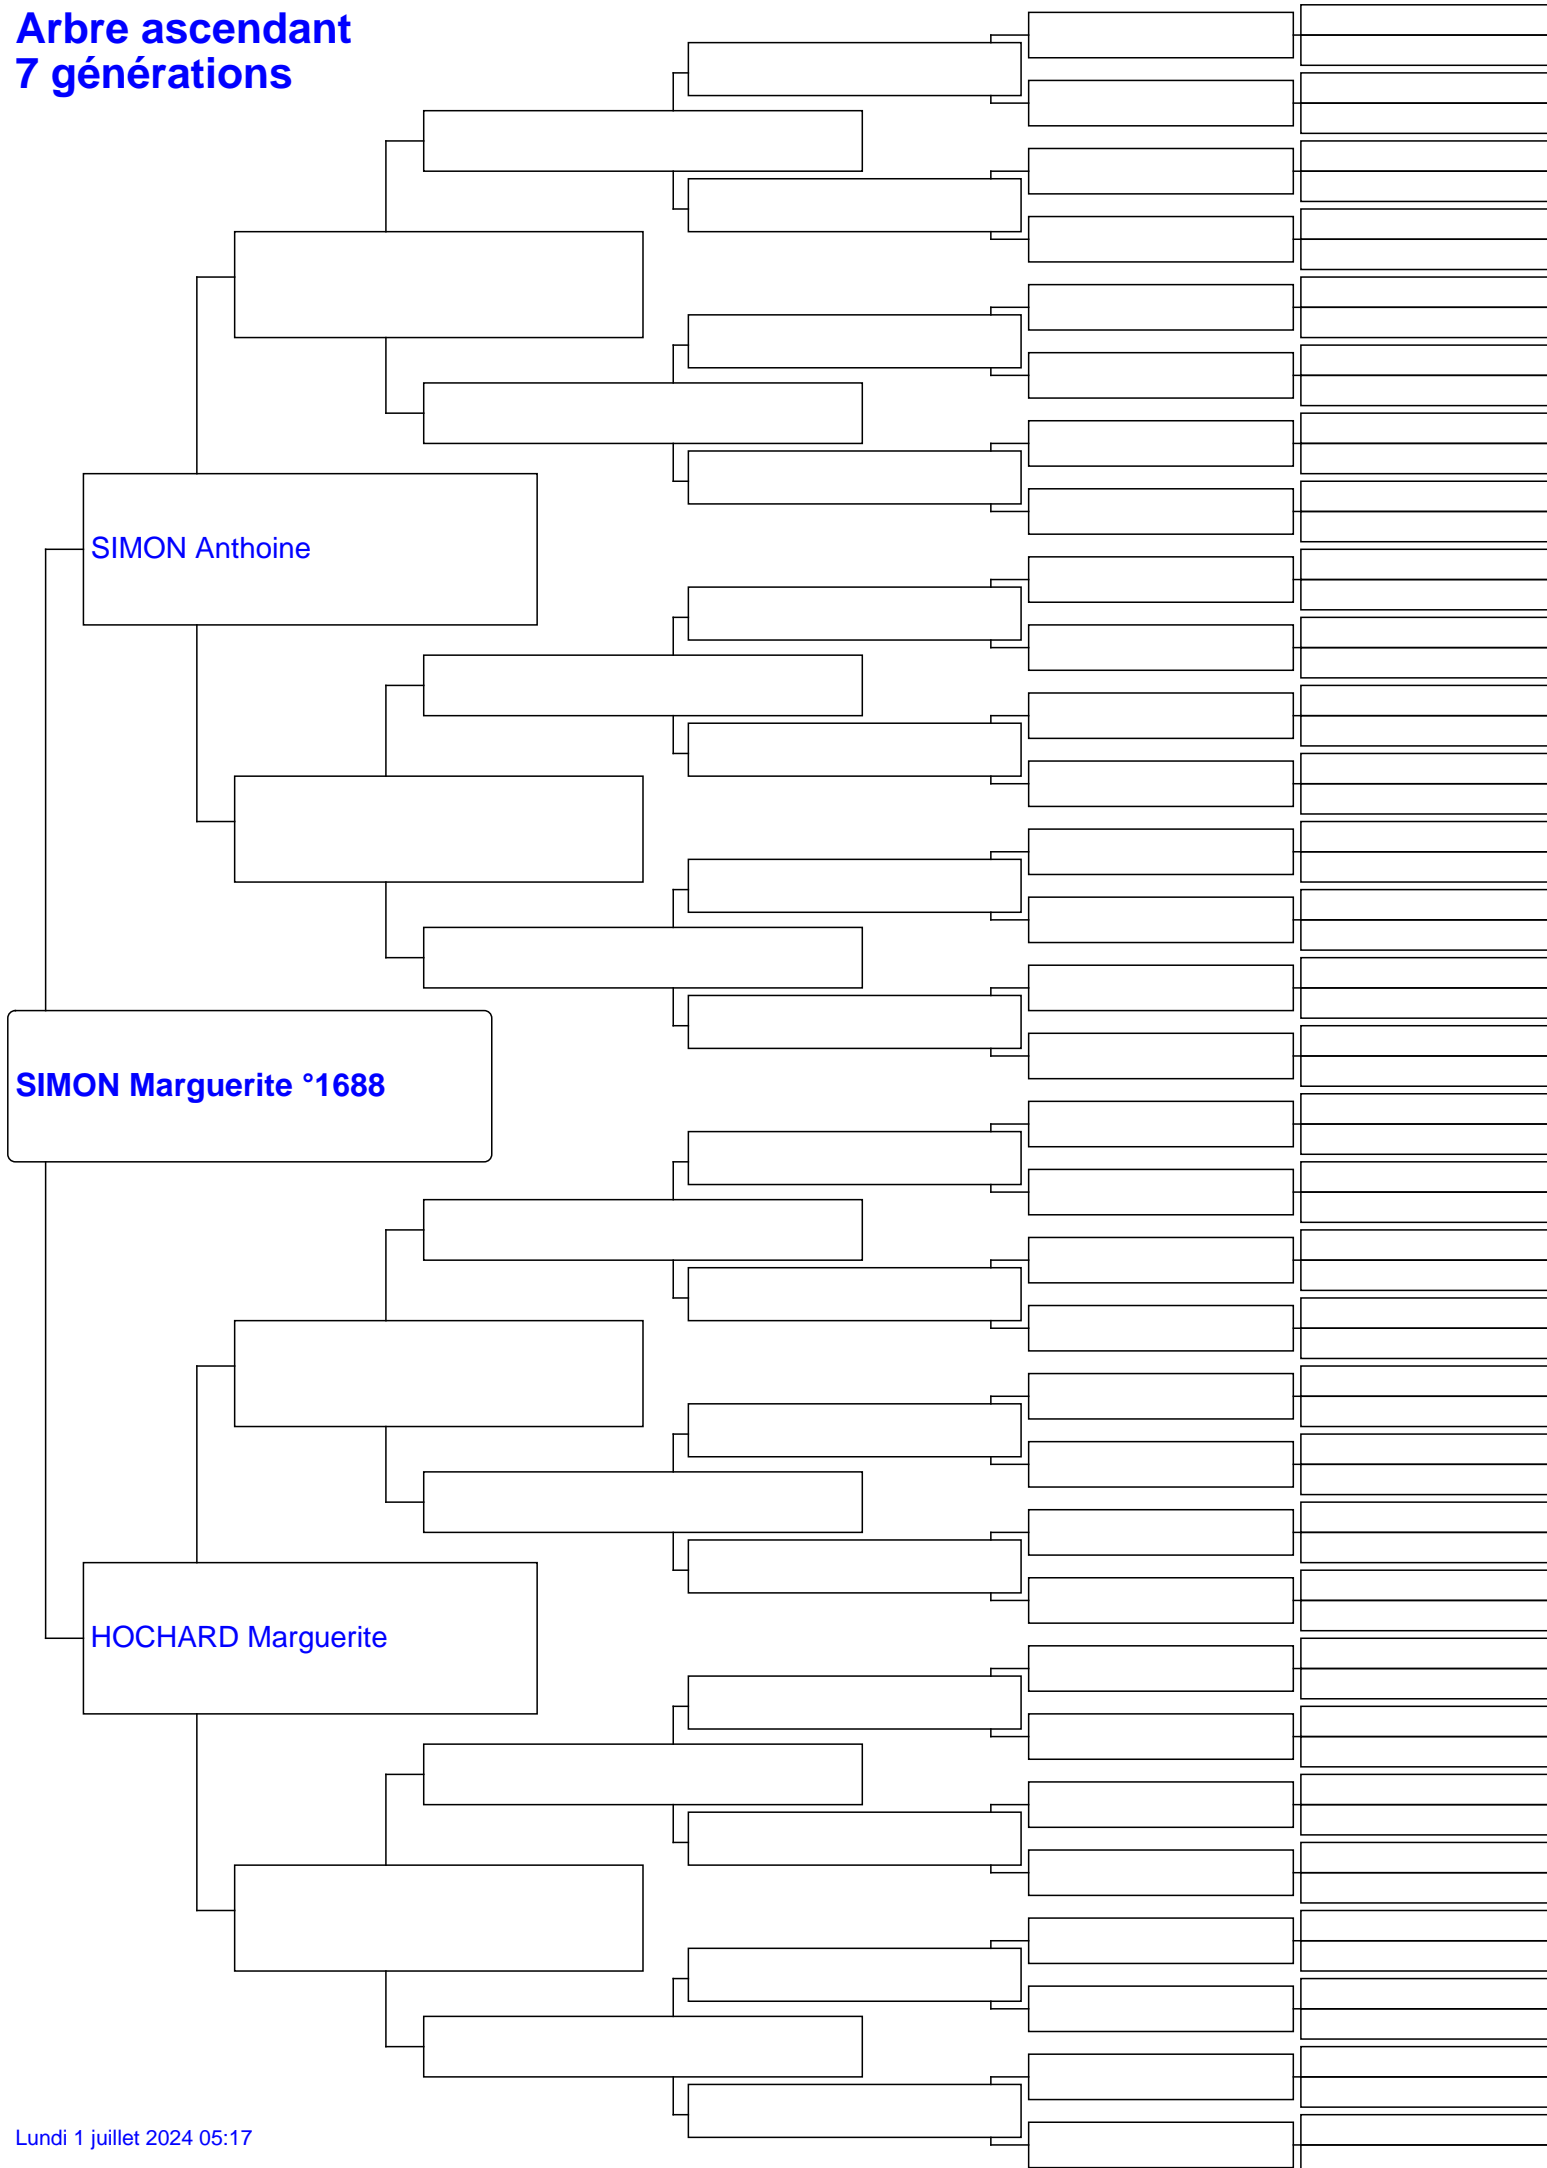 Arbre ascendant
7 générations
SIMON Anthoine
SIMON Marguerite °1688
HOCHARD Marguerite
Lundi 1 juillet 2024 05:17